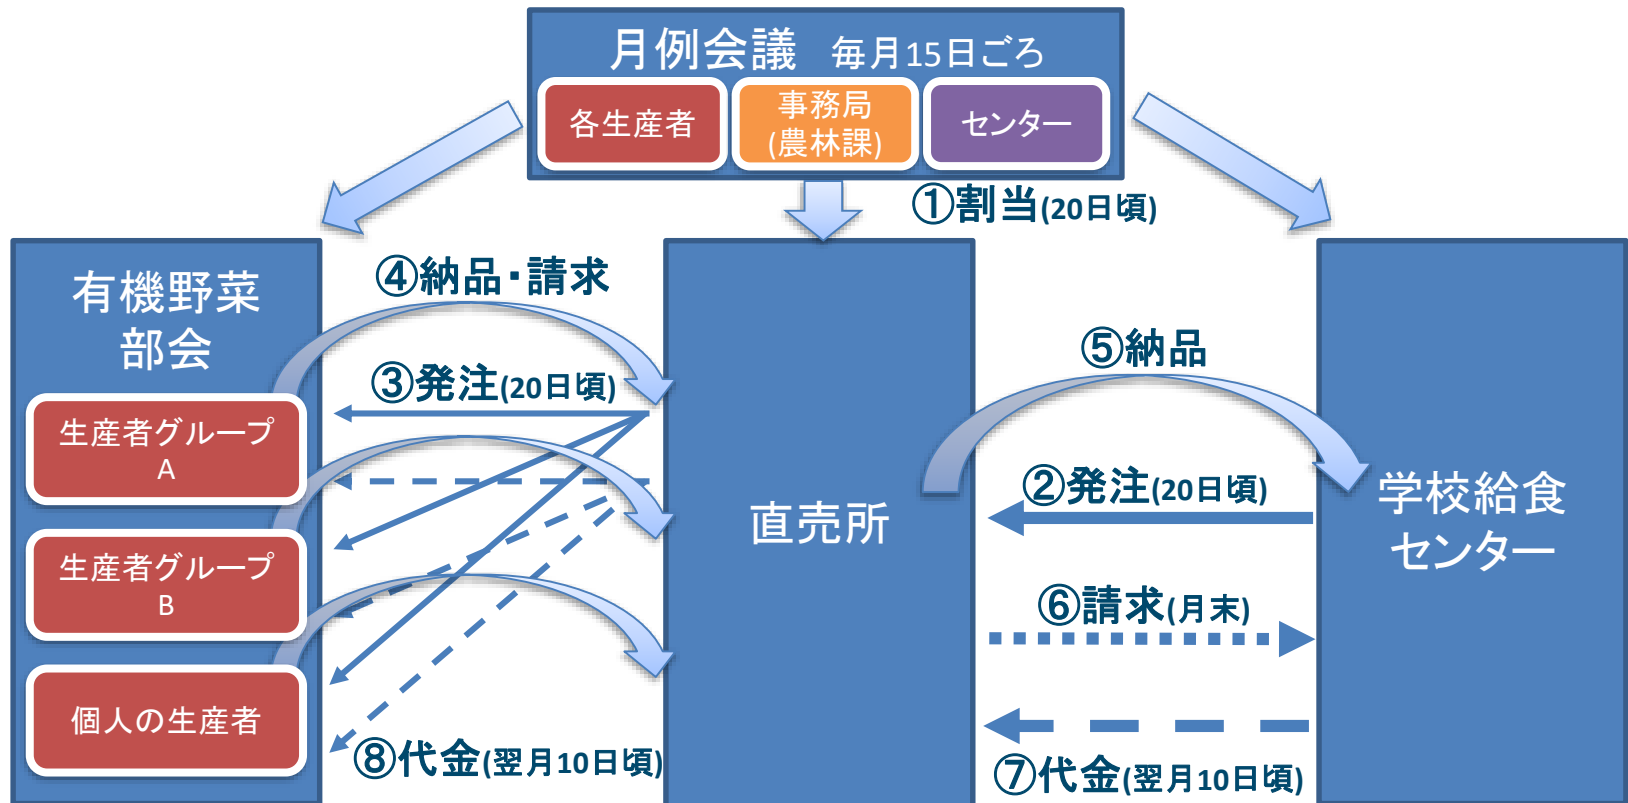 月例会議 毎月15日ごろ
各生産者
事務局
(農林課)
センター
①割当(20日頃)
有機野菜
部会
生産者グループ
A
生産者グループ
B
個人の生産者
④納品・請求
③発注(20日頃)
⑧代金(翌月10日頃)
直売所
⑤納品
②発注(20日頃)
⑥請求(月末)
⑦代金(翌月10日頃)
学校給食
センター